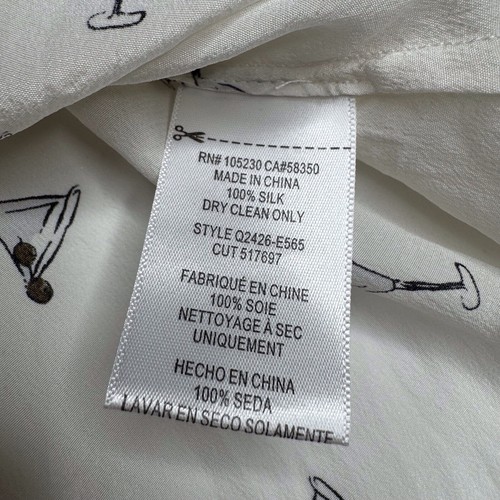 RN# 105230 CA#58350
MADE IN CHINA
100% SILK
DRY CLEAN ONLY
STYLE Q2426-E565
CUT 517697
FABRIQUÉ EN CHINE
100% SOIE
NETTOYAGE À SEC
UNIQUEMENT
HECHO EN CHINA
100% SEDA
LAVAR EN SECO SOLAMENTE